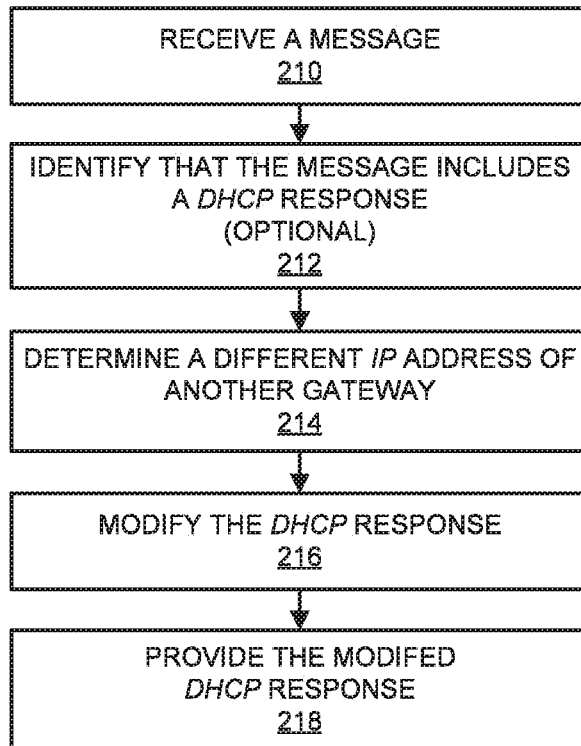 RECEIVE A MESSAGE
210
IDENTIFY THAT THE MESSAGE INCLUDES
A DHCP RESPONSE
(OPTIONAL)
212
DETERMINE A DIFFERENT IP ADDRESS OF
ANOTHER GATEWAY
214
MODIFY THE DHCP RESPONSE
216
PROVIDE THE MODIFED
DHCP RESPONSE
218